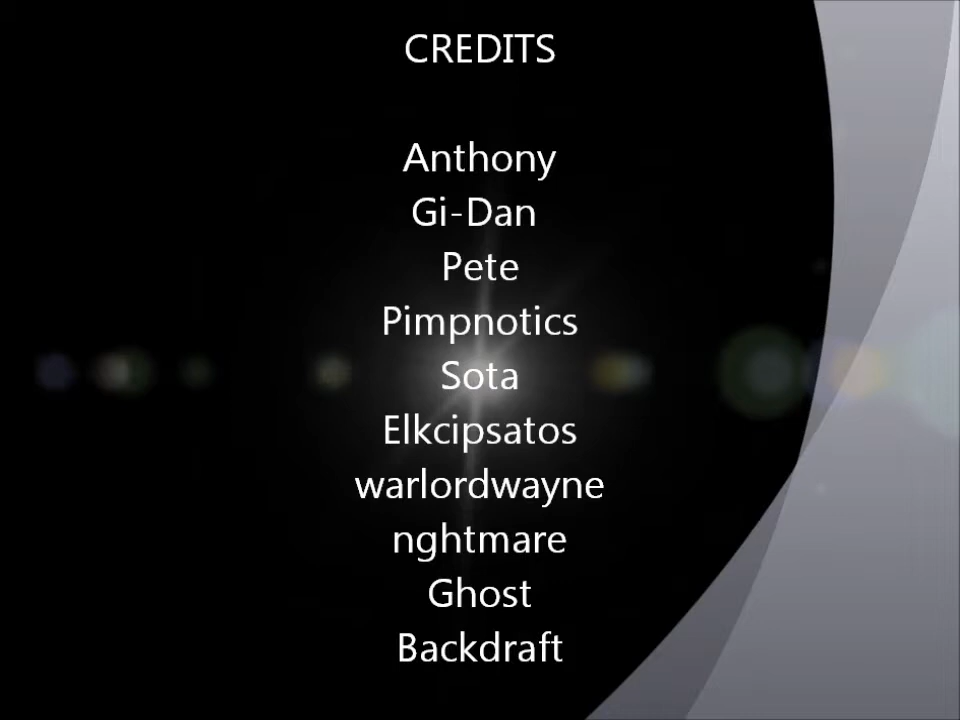 CREDITS
Anthony
Gi-Dan
Pete
Pimpnotics
Sota
Elkcipsatos
warlordwayne
nghtmare
Ghost
Backdraft